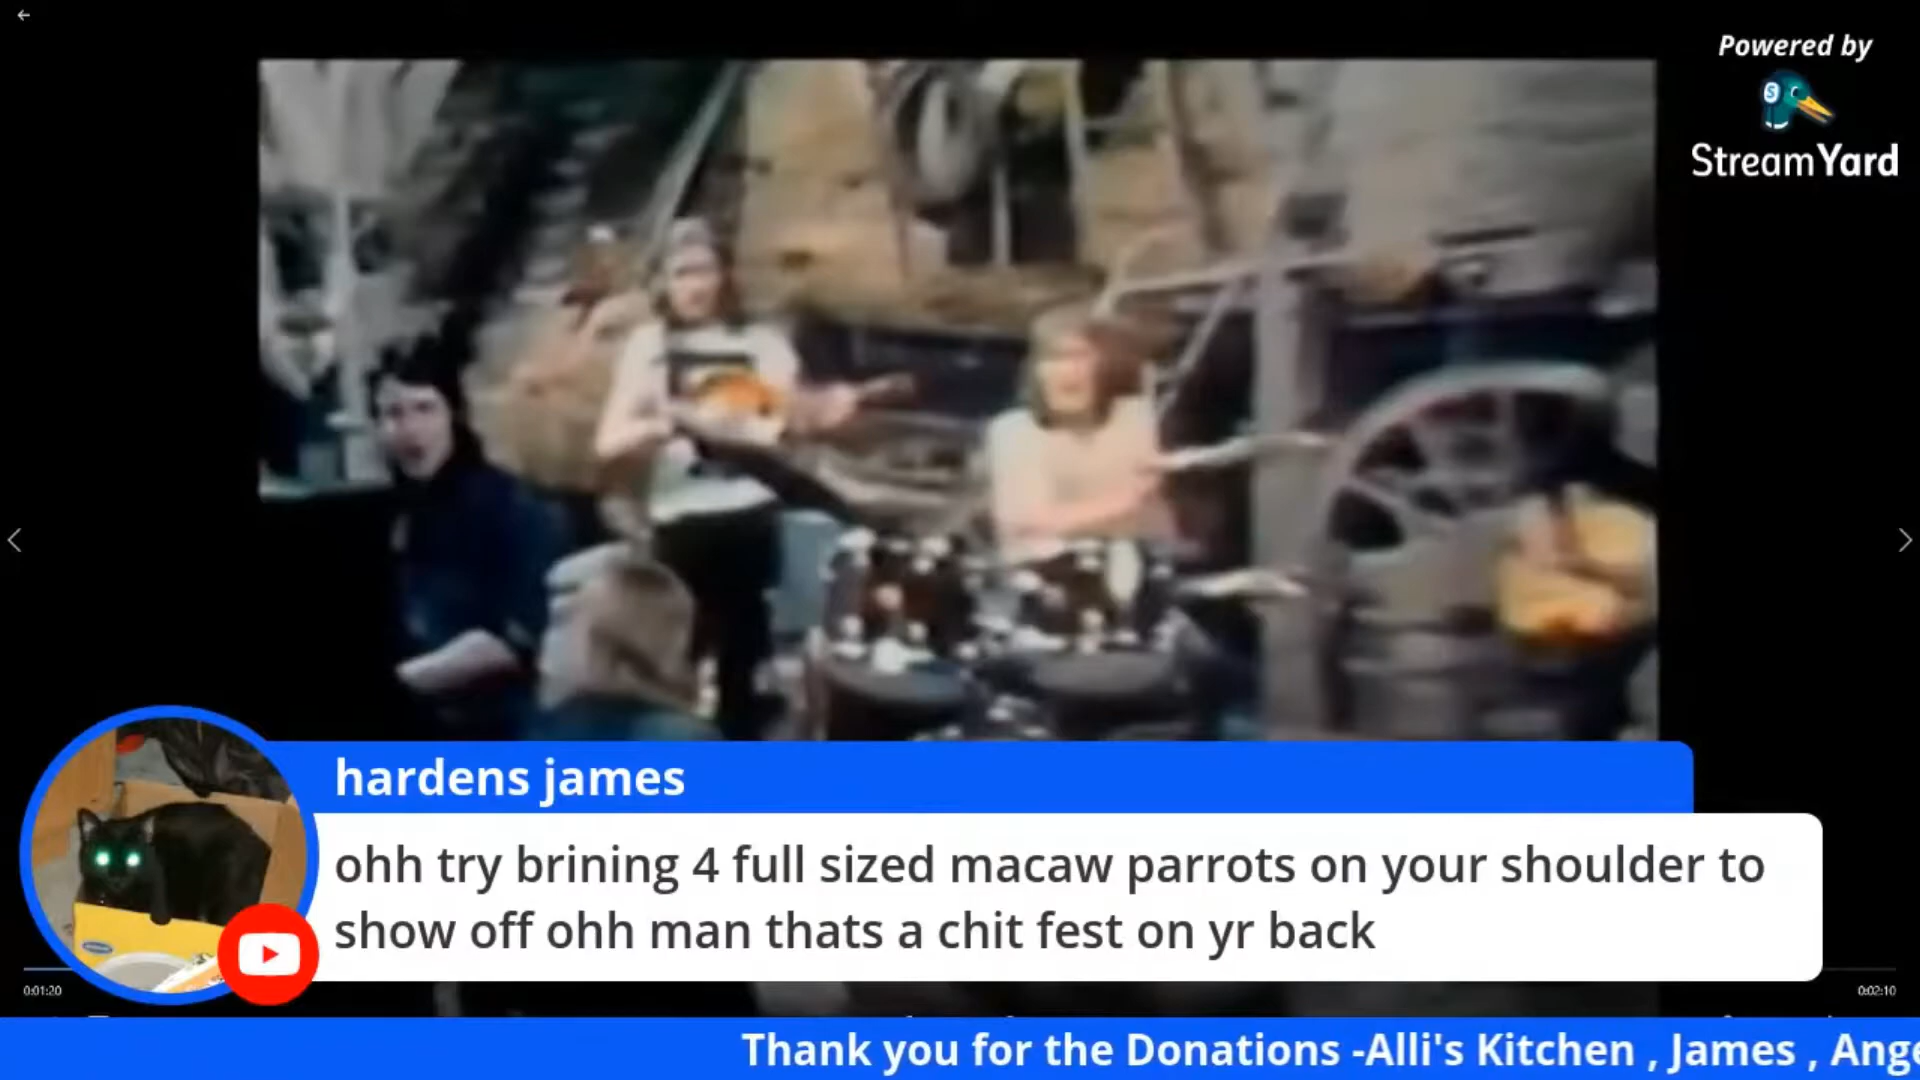 Powered by
StreamYard
hardens james
ohh try brining 4 full sized macaw parrots on your shoulder to
show off ohh man thats a chit fest on yr back
0:01:20
0:02:10
Thank you for the Donations -Alli's Kitchen , James , Ange